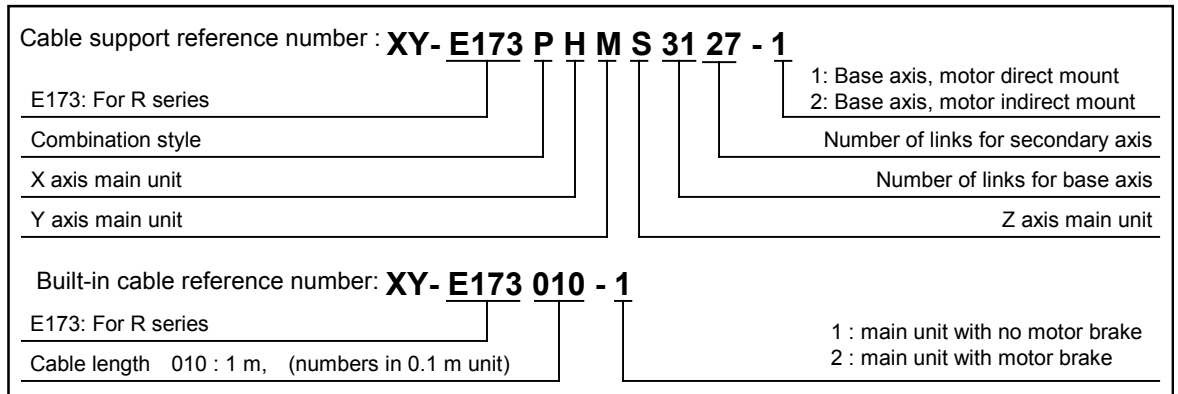 Cable support reference number : XY- E173 P H M S 31 27 - 1
1: Base axis, motor direct mount
E173: For R series
2: Base axis, motor indirect mount
Combination style
Number of links for secondary axis
X axis main unit
Number of links for base axis
Y axis main unit
Z axis main unit
Built-in cable reference number: XY- E173 010 - 1
E173: For R series
1 : main unit with no motor brake
Cable length 010 : 1 m, (numbers in 0.1 m unit)
2 : main unit with motor brake